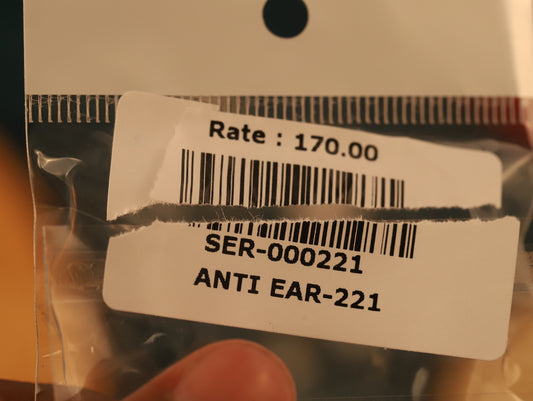 Rate : 170.00
SER-000221
ANTI EAR-221